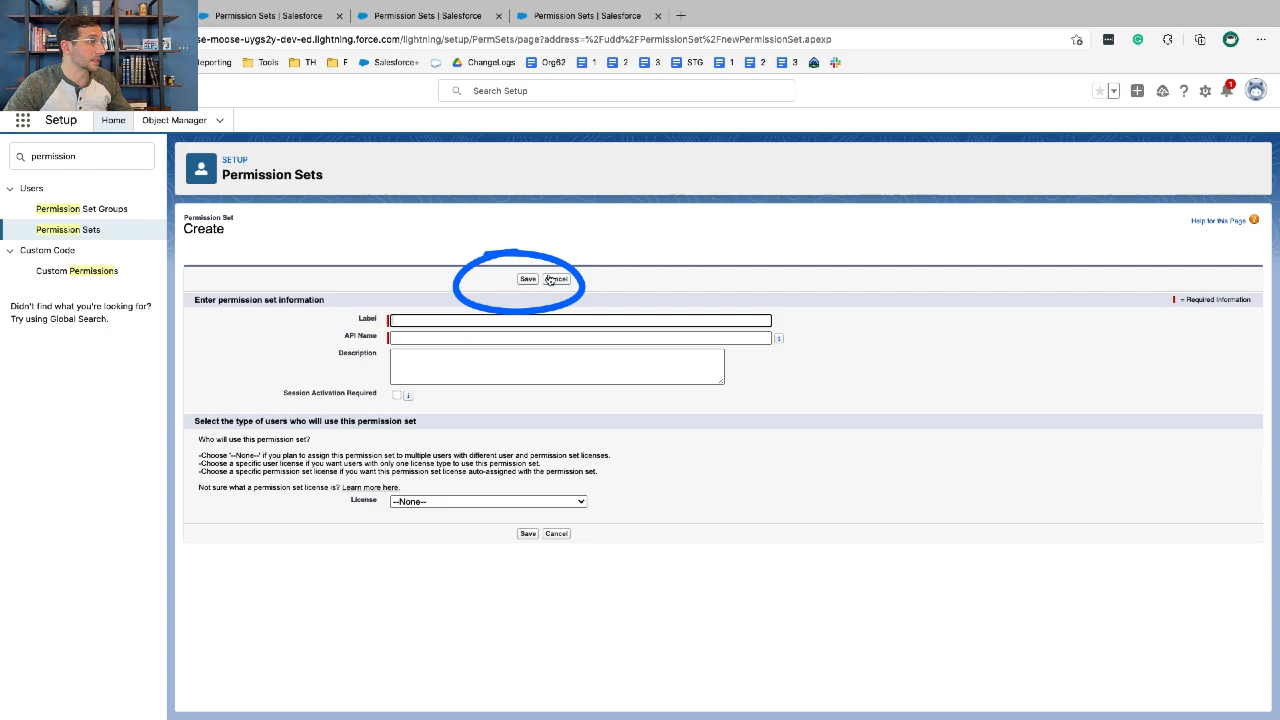 Permission Sets | Salesforce
Permission Sets | Salesforce
Permission Sets | Salesforce
se-moose-uygs2y-dev-ed.lightning.force.com/lightning/setup/PermSets/page?address=%2Fudd%2FPermissionSet%2FnewPermissionSet.apexp
Reporting Tools TH F Salesforce+ ChangeLogs Org62 1 2 3 STG 1 2 3
Search Setup
1
Setup Home Object Manager
permission
Users
Permission Set Groups
Permission Sets
Custom Code
Custom Permissions
Didn't find what you're looking for?
Try using Global Search.
SETUP
Permission Sets
Permission Set
Create
Help for this Page
Save Cancel
Enter permission set information
= Required Information
Label
API Name
Description
Session Activation Required
Select the type of users who will use this permission set
Who will use this permission set?
-Choose '--None--' if you plan to assign this permission set to multiple users with different user and permission set licenses.
-Choose a specific user license if you want users with only one license type to use this permission set.
-Choose a specific permission set license if you want this permission set license auto-assigned with the permission set.
Not sure what a permission set license is? Learn more here.
License --None--
Save Cancel